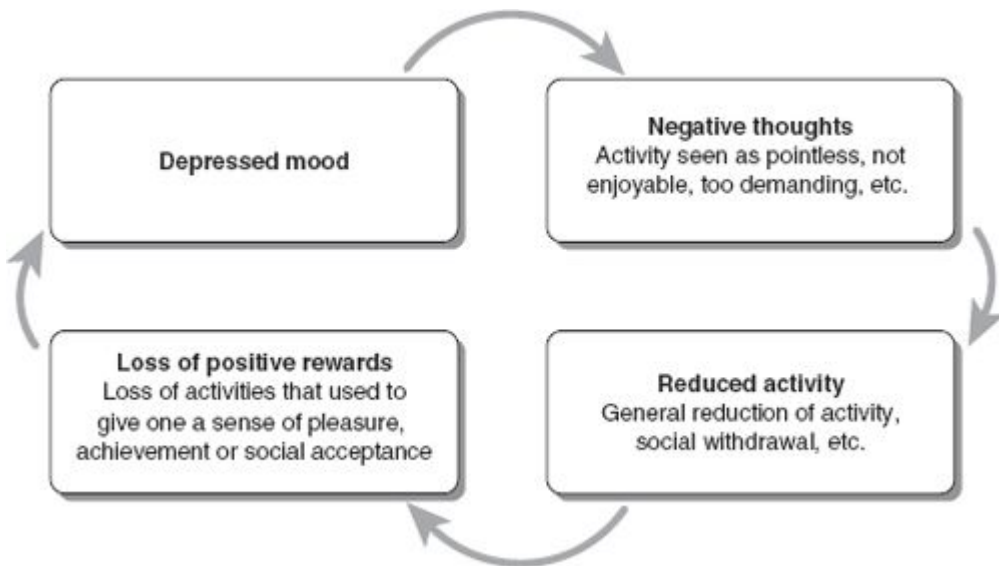 Depressed mood
Negative thoughts
Activity seen as pointless, not
enjoyable, too demanding, etc.
Loss of positive rewards
Loss of activities that used to
give one a sense of pleasure,
achievement or social acceptance
Reduced activity
General reduction of activity,
social withdrawal, etc.